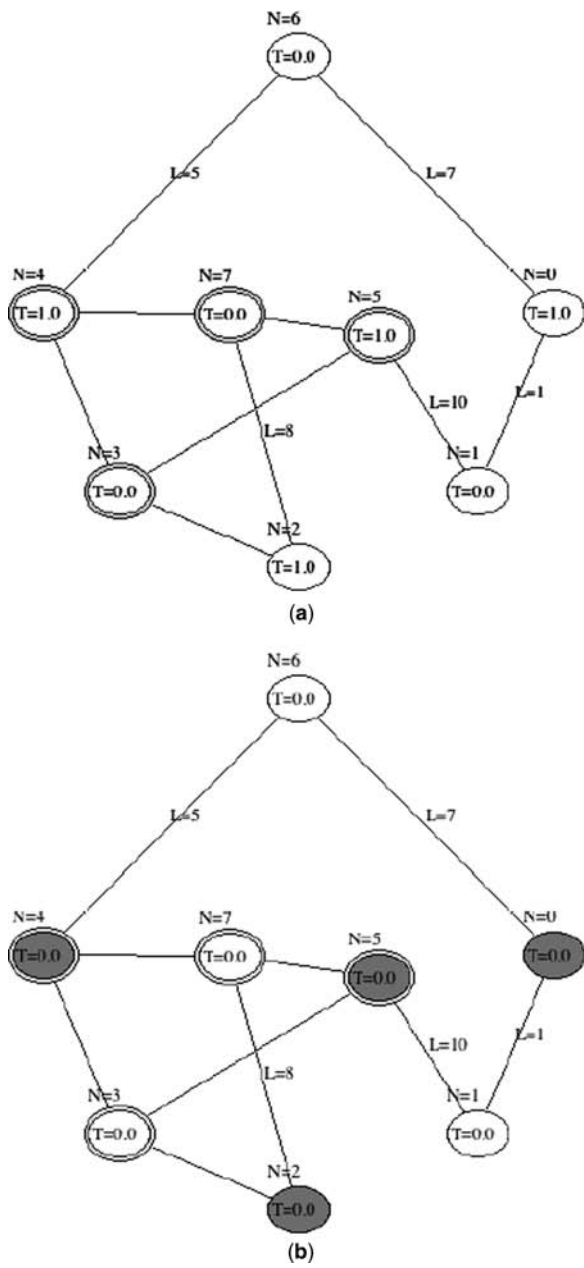 N=6
T=0.0
L=5
L=7
N=4
N=7
N=5
N=0
T=1.0
T=0.0
T=1.0
T=1.0
L=10
L=1
L=8
N=3
N=1
T=0.0
T=0.0
N=2
T=1.0
(a)
N=6
T=0.0
L=5
L=7
N=4
N=7
N=5
N=0
T=0.0
T=0.0
T=0.0
T=0.0
L=10
L=1
L=8
N=3
N=1
T=0.0
T=0.0
N=2
T=0.0
(b)